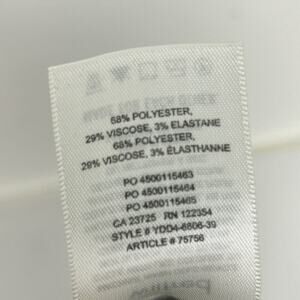 68% POLYESTER,
29% VISCOSE, 3% ELASTANE
68% POLYESTER,
29% VISCOSE, 3% ÉLASTHANNE
PO 4500115463
PO 4500115464
PO 4500115465
CA 23725 RN 122354
STYLE # YDD4-6806-39
ARTICLE # 75756